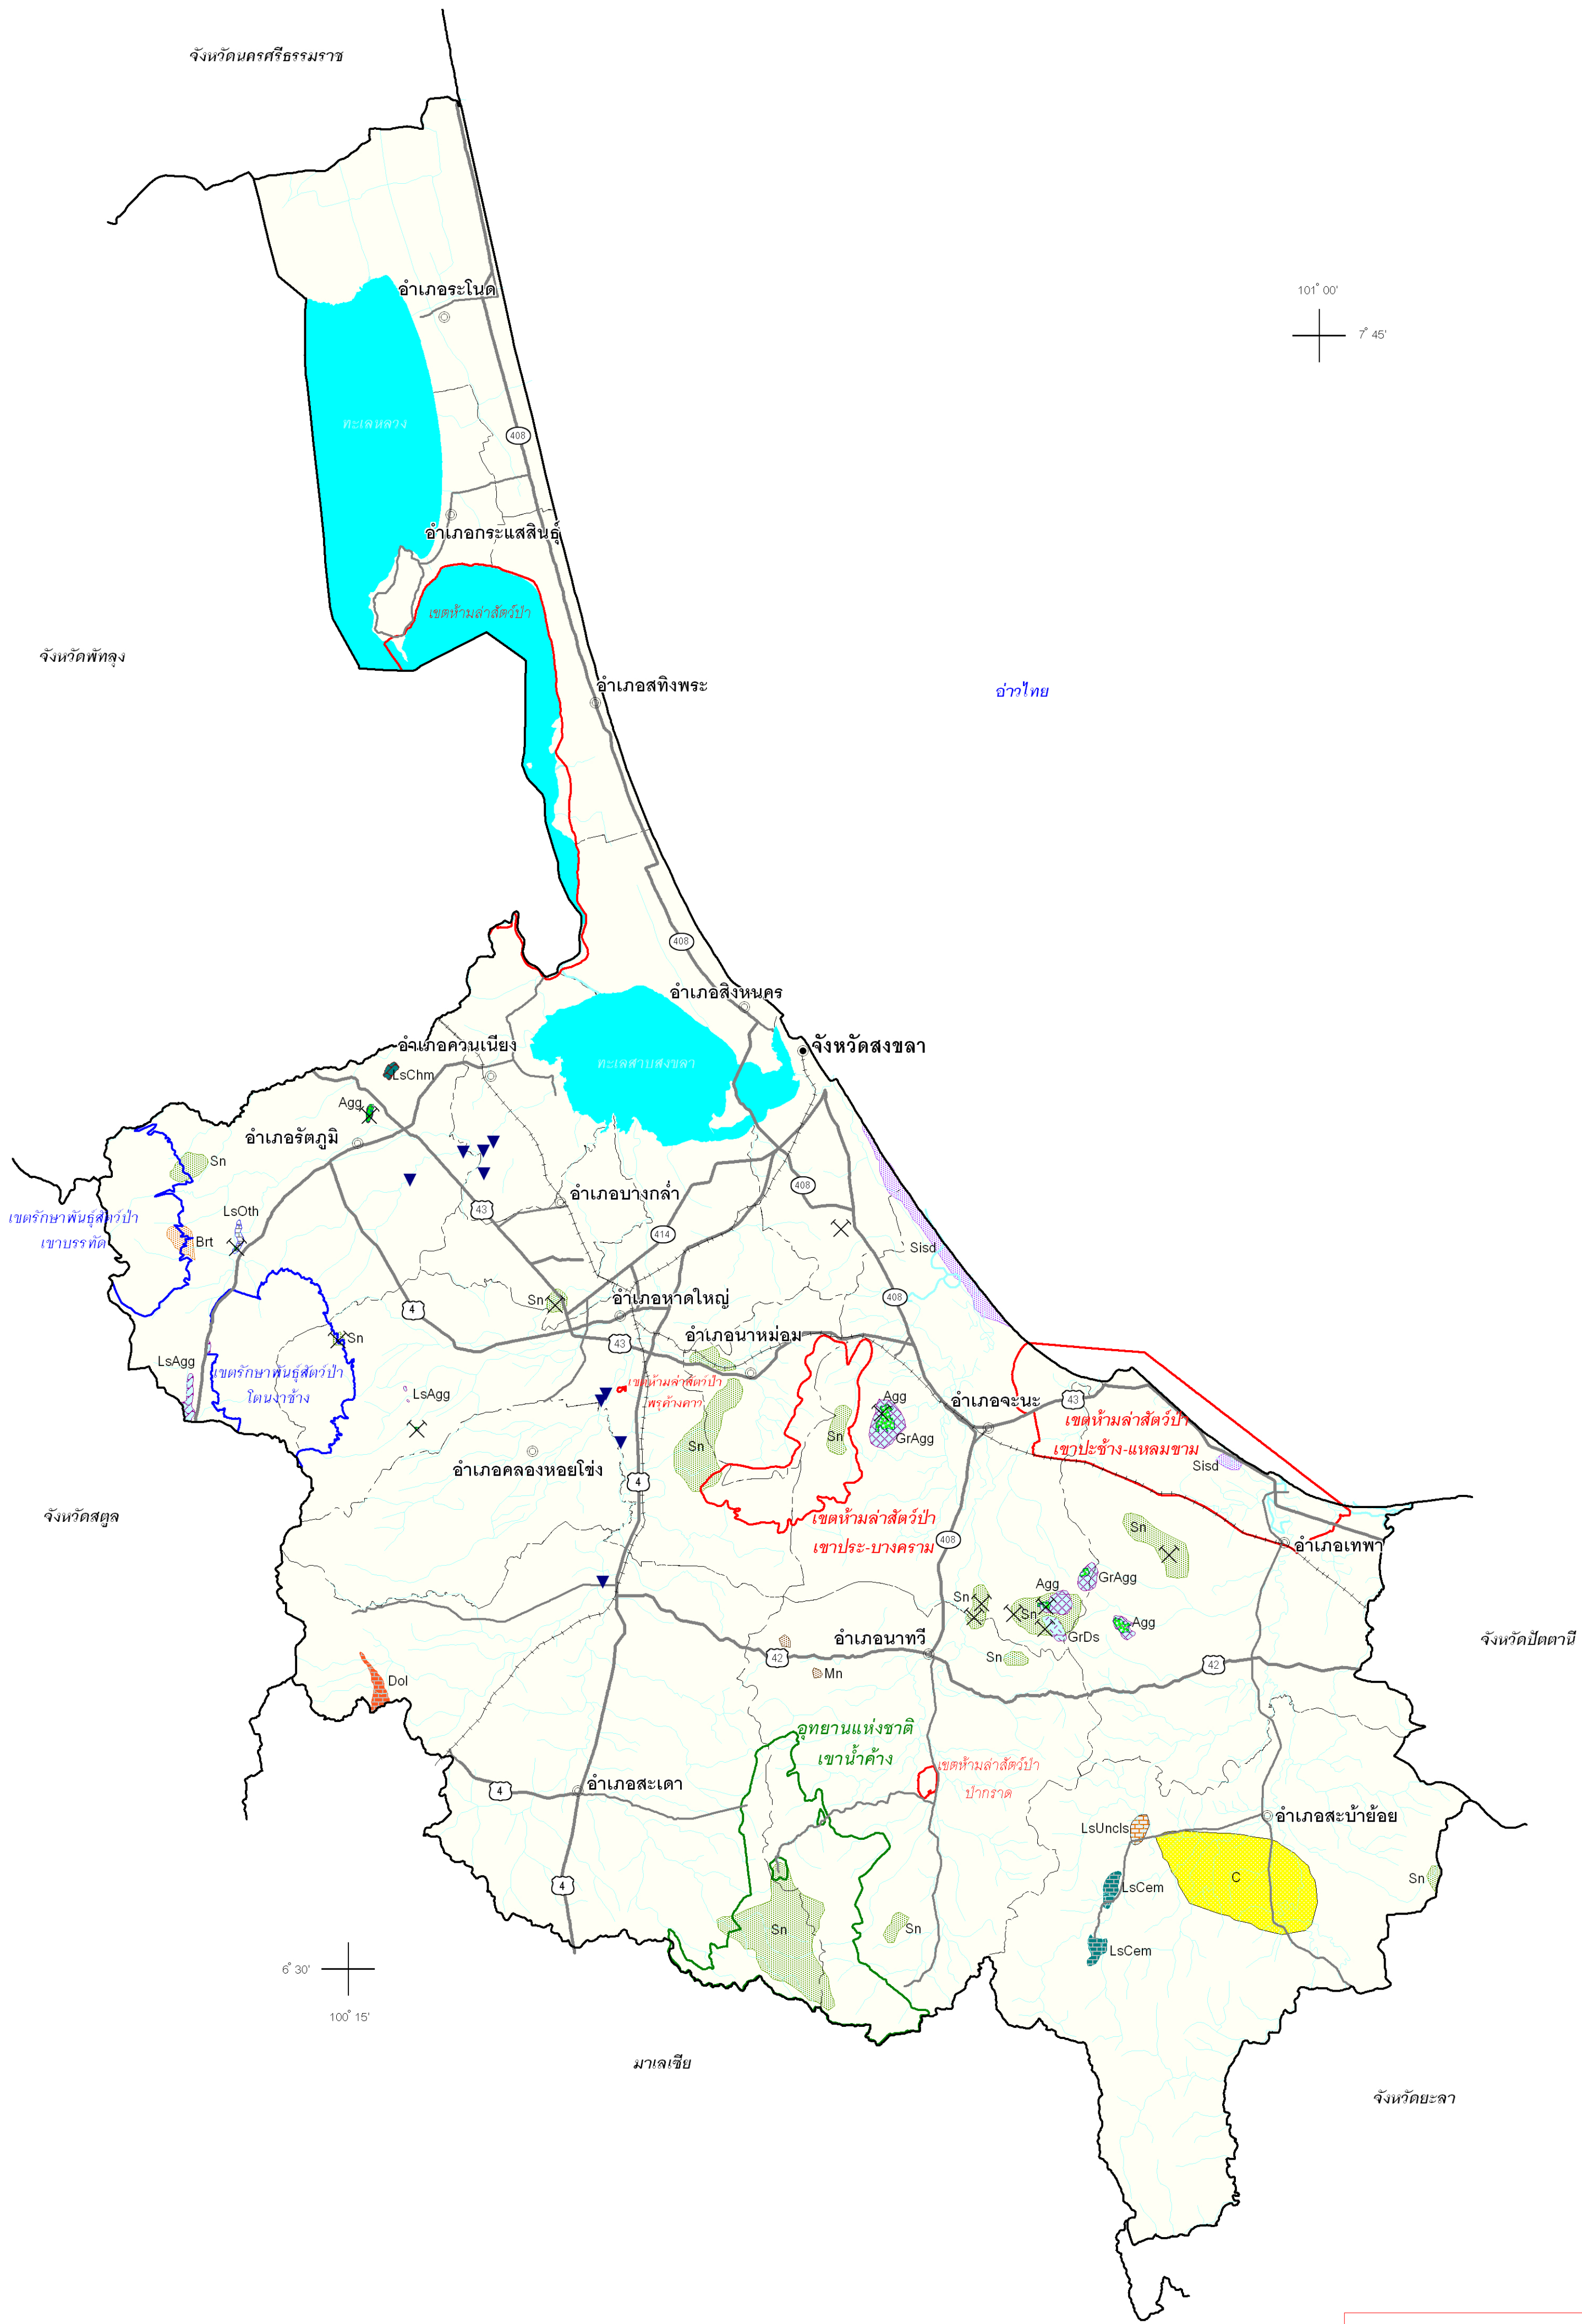 จังหวัดนครศรีธรรมราช
อำเภอระโนด
101° 00'
7° 45'
ทะเลหลวง
408
อำเภอกระแสสินธุ์
เขตห้ามล่าสัตว์ป่า
จังหวัดพัทลุง
อำเภอสทิงพระ
อ่าวไทย
408
อำเภอสิงหนคร
อำเภอควนเนียง
จังหวัดสงขลา
ทะเลสาบสงขลา
LsChm
Agg
อำเภอรัตภูมิ
Sn
408
อำเภอบางกล่ำ
43
เขตรักษาพันธุ์สัตว์ป่า
เขาบรรทัด
LsOth
Brt
414
Sisd
Sn
4
408
อำเภอหาดใหญ่
อำเภอนาหม่อม
43
Sn
LsAgg
เขตรักษาพันธุ์สัตว์ป่า
โตนงาช้าง
LsAgg
เขตห้ามล่าสัตว์ป่า
พรุค้างคาว
Agg
อำเภอจะนะ
43
เขตห้ามล่าสัตว์ป่า
เขาปะช้าง-แหลมขาม
Sn
Sn
GrAgg
Sisd
อำเภอคลองหอยโข่ง
4
จังหวัดสตูล
เขตห้ามล่าสัตว์ป่า
เขาประ-บางคราม
Sn
408
อำเภอเทพา
GrAgg
Agg
Sn
Sn
Agg
GrDs
อำเภอนาทวี
จังหวัดปัตตานี
42
Sn
42
Mn
Dol
อุทยานแห่งชาติ
เขาน้ำค้าง
เขตห้ามล่าสัตว์ป่า
ป่ากราด
4
อำเภอสะเดา
LsUncls
อำเภอสะบ้าย้อย
4
C
Sn
LsCem
Sn
Sn
LsCem
6° 30'
100° 15'
มาเลเซีย
จังหวัดยะลา